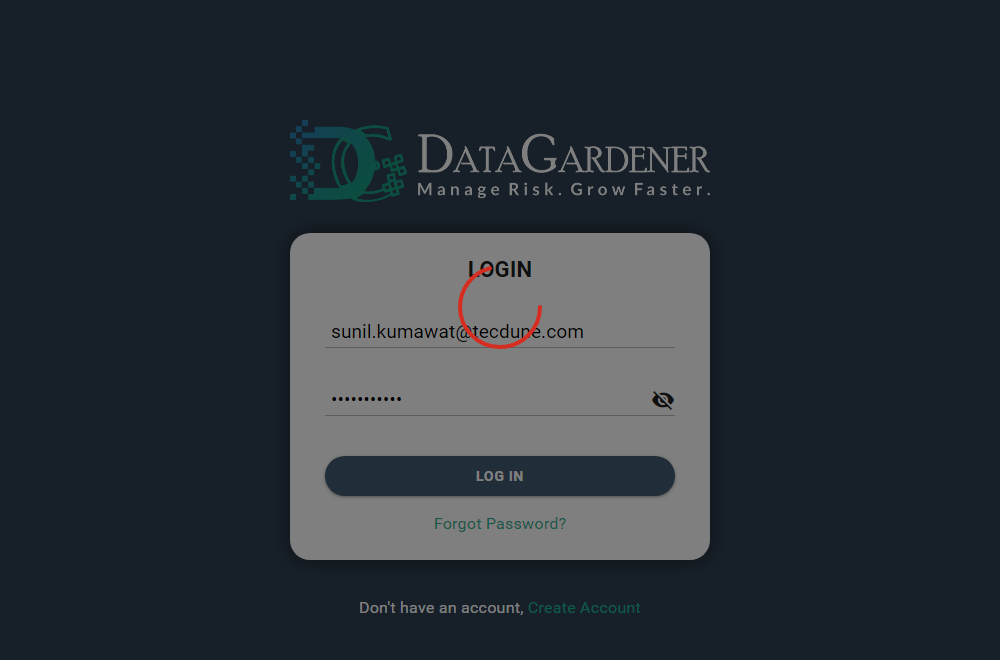 DATAGARDENER
Manage Risk. Grow Faster.
LOGIN
sunil.kumawat@tecdune.com
•••••••••••
LOG IN
Forgot Password?
Don't have an account, Create Account